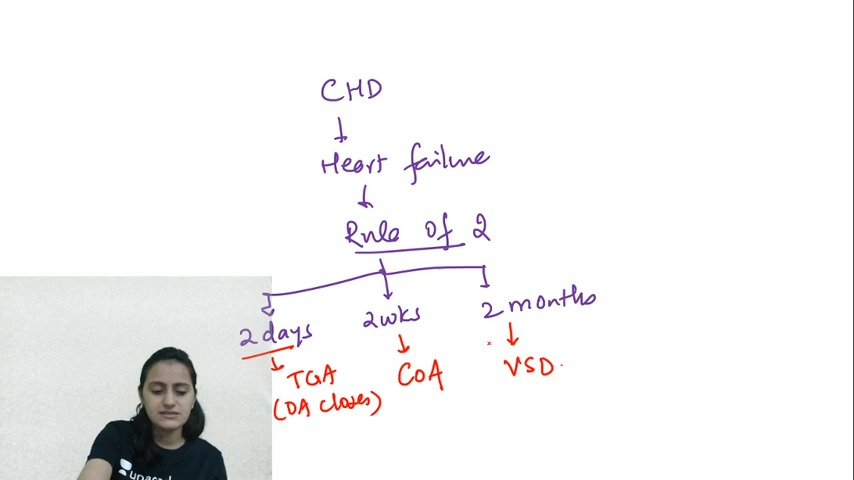 CHD
Heart failure
Rule of 2
2 days 2wks 2 months
TGA CoA VSD.
(DA closes)